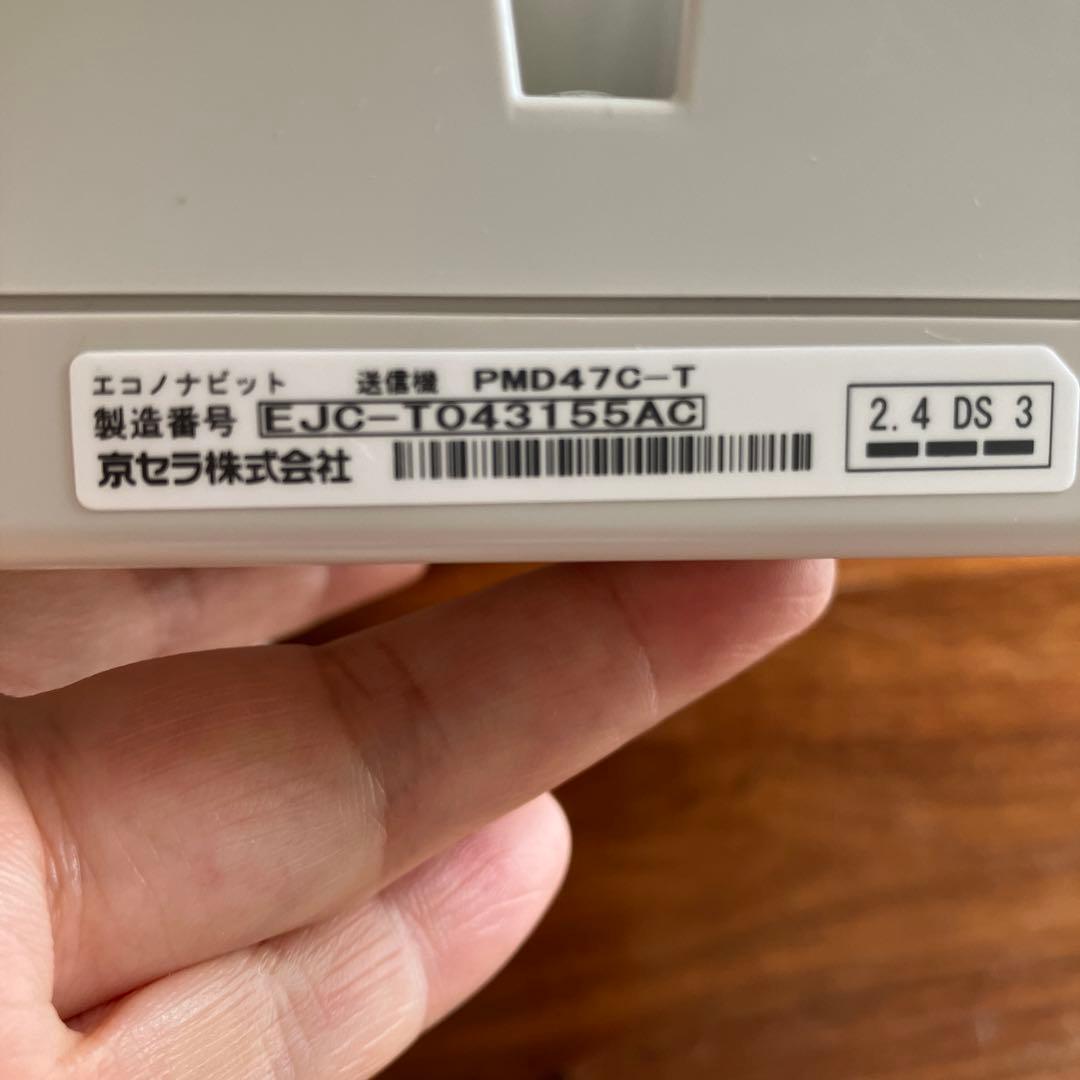 エコノナビット 送信機 PMD47C-T
製造番号 EJC-T043155AC
京セラ株式会社
2.4 DS 3